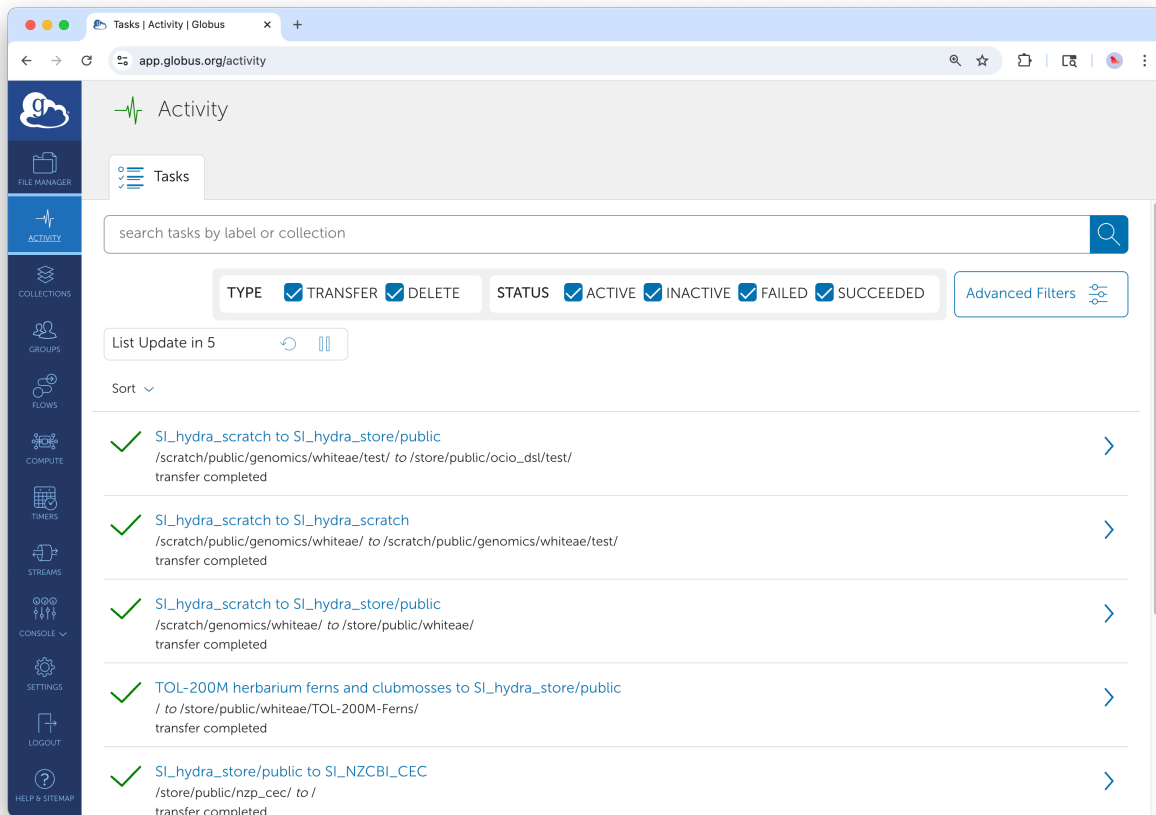 Tasks | Activity | Globus
app.globus.org/activity
g
Activity
Tasks
FILE MANAGER
ACTIVITY
COLLECTIONS
GROUPS
FLOWS
COMPUTE
TIMERS
STREAMS
CONSOLE
SETTINGS
LOGOUT
HELP & SITEMAP
search tasks by label or collection
TYPE TRANSFER DELETE STATUS ACTIVE INACTIVE FAILED SUCCEEDED Advanced Filters
List Update in 5
Sort
SI_hydra_scratch to SI_hydra_store/public
/scratch/public/genomics/whiteae/test/ to /store/public/ocio_dsl/test/
transfer completed
SI_hydra_scratch to SI_hydra_scratch
/scratch/public/genomics/whiteae/ to /scratch/public/genomics/whiteae/test/
transfer completed
SI_hydra_scratch to SI_hydra_store/public
/scratch/genomics/whiteae/ to /store/public/whiteae/
transfer completed
TOL-200M herbarium ferns and clubmosses to SI_hydra_store/public
/ to /store/public/whiteae/TOL-200M-Ferns/
transfer completed
SI_hydra_store/public to SI_NZCBI_CEC
/store/public/nzp_cec/ to /
transfer completed